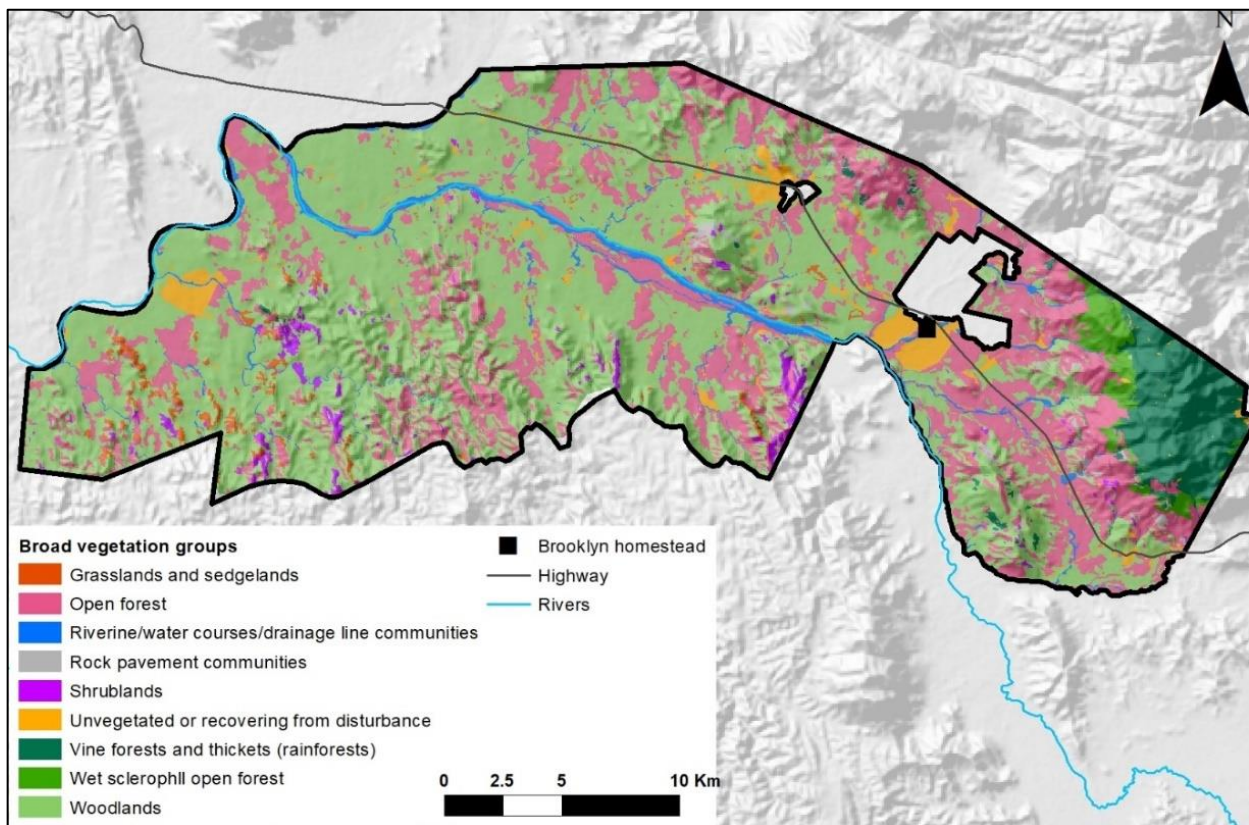 N
Broad vegetation groups
Grasslands and sedgelands
Open forest
Riverine/water courses/drainage line communities
Rock pavement communities
Shrublands
Unvegetated or recovering from disturbance
Vine forests and thickets (rainforests)
Wet sclerophll open forest
Woodlands
Brooklyn homestead
Highway
Rivers
0 2.5 5 10 Km